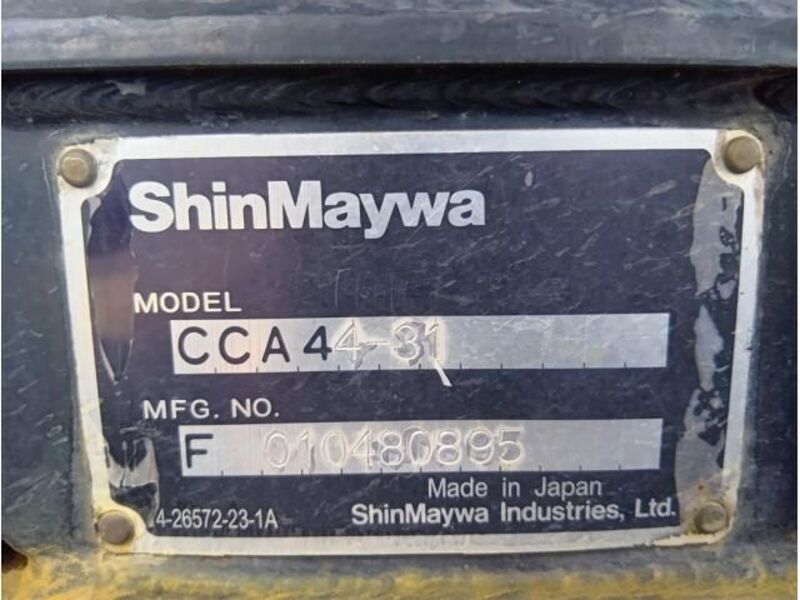 ShinMaywa
MODEL
CCA44-31
MFG. NO.
F 010480895
Made in Japan
4-26572-23-1A
ShinMaywa Industries, Ltd.